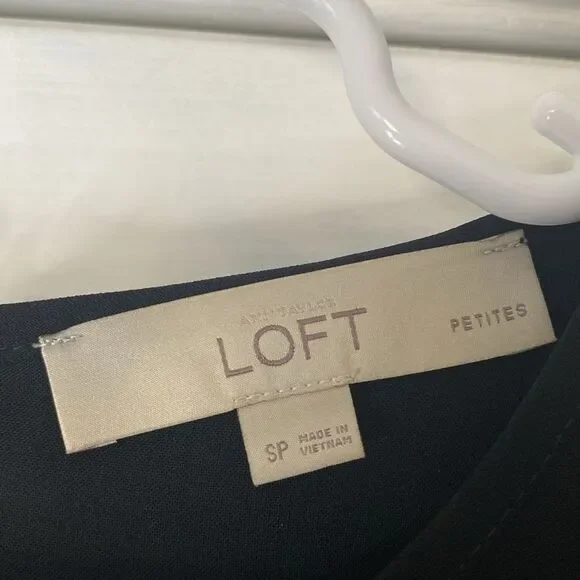 ANN TAYLOR
LOFT
PETITES
SP
MADE IN
VIETNAM